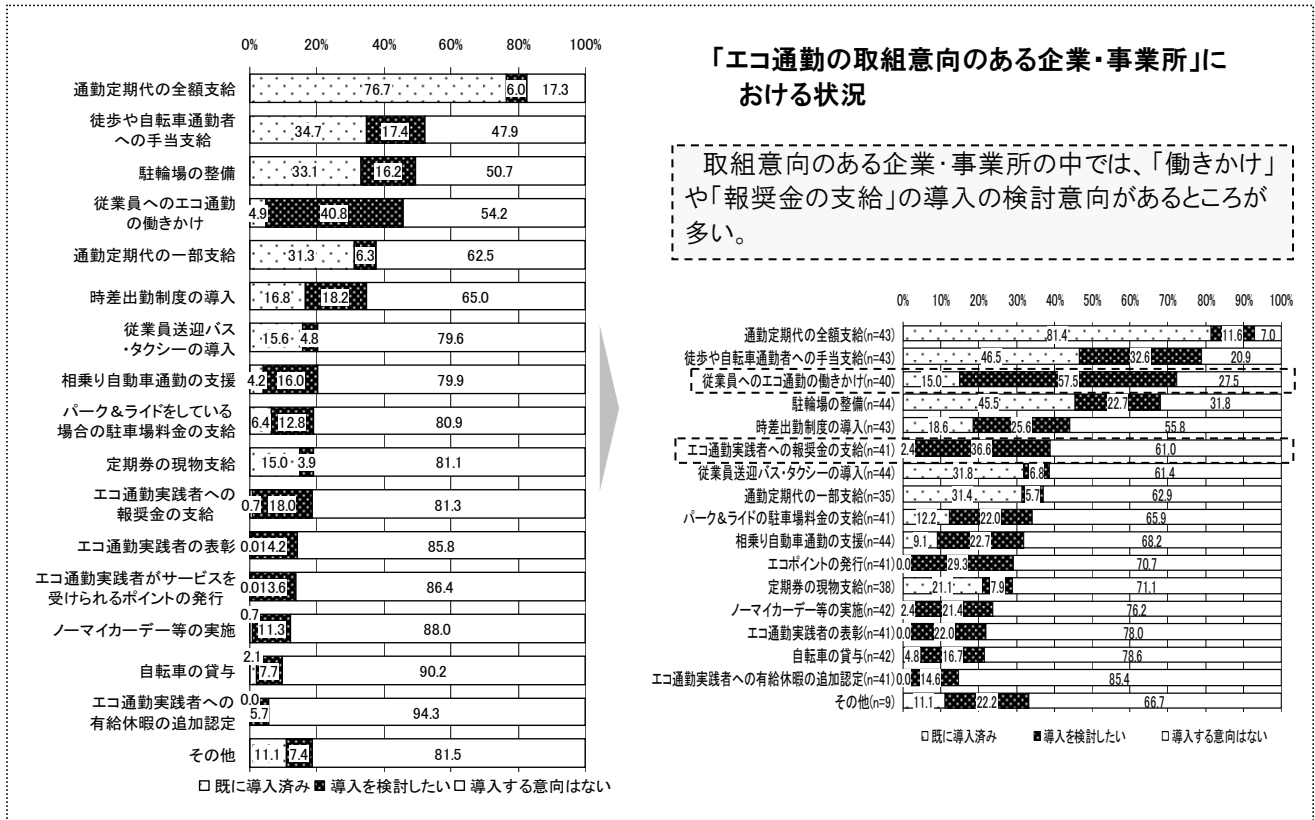 0% 20% 40% 60% 80% 100%
通勤定期代の全額支給 76.7 6.0 17.3
徒歩や自転車通勤者
への手当支給 34.7 17.4 47.9
駐輪場の整備 33.1 16.2 50.7
従業員へのエコ通勤
の働きかけ 4.9 40.8 54.2
通勤定期代の一部支給 31.3 6.3 62.5
時差出勤制度の導入 16.8 18.2 65.0
従業員送迎バス
・タクシーの導入 15.6 4.8 79.6
相乗り自動車通勤の支援 4.2 16.0 79.9
パーク&ライドをしている
場合の駐車場料金の支給 6.4 12.8 80.9
定期券の現物支給 15.0 3.9 81.1
エコ通勤実践者への
報奨金の支給 0.7 18.0 81.3
エコ通勤実践者の表彰 0.0 14.2 85.8
エコ通勤実践者がサービスを
受けられるポイントの発行 0.0 13.6 86.4
ノーマイカーデー等の実施 0.7 11.3 88.0
自転車の貸与 2.1 7.7 90.2
エコ通勤実践者への
有給休暇の追加認定 0.0 5.7 94.3
その他 11.1 7.4 81.5
既に導入済み 導入を検討したい 導入する意向はない
「エコ通勤の取組意向のある企業・事業所」に
おける状況
取組意向のある企業・事業所の中では、「働きかけ」
や「報奨金の支給」の導入の検討意向があるところが
多い。
0% 10% 20% 30% 40% 50% 60% 70% 80% 90% 100%
通勤定期代の全額支給(n=43) 81.4 11.6 7.0
徒歩や自転車通勤者への手当支給(n=43) 46.5 32.6 20.9
従業員へのエコ通勤の働きかけ(n=40) 15.0 57.5 27.5
駐輪場の整備(n=44) 45.5 22.7 31.8
時差出勤制度の導入(n=43) 18.6 25.6 55.8
エコ通勤実践者への報奨金の支給(n=41) 2.4 36.6 61.0
従業員送迎バス・タクシーの導入(n=44) 31.8 6.8 61.4
通勤定期代の一部支給(n=35) 31.4 5.7 62.9
パーク&ライドの駐車場料金の支給(n=41) 12.2 22.0 65.9
相乗り自動車通勤の支援(n=44) 9.1 22.7 68.2
エコポイントの発行(n=41) 0.0 29.3 70.7
定期券の現物支給(n=38) 21.1 7.9 71.1
ノーマイカーデー等の実施(n=42) 2.4 21.4 76.2
エコ通勤実践者の表彰(n=41) 0.0 22.0 78.0
自転車の貸与(n=42) 4.8 16.7 78.6
エコ通勤実践者への有給休暇の追加認定(n=41) 0.0 14.6 85.4
その他(n=9) 11.1 22.2 66.7
既に導入済み 導入を検討したい 導入する意向はない